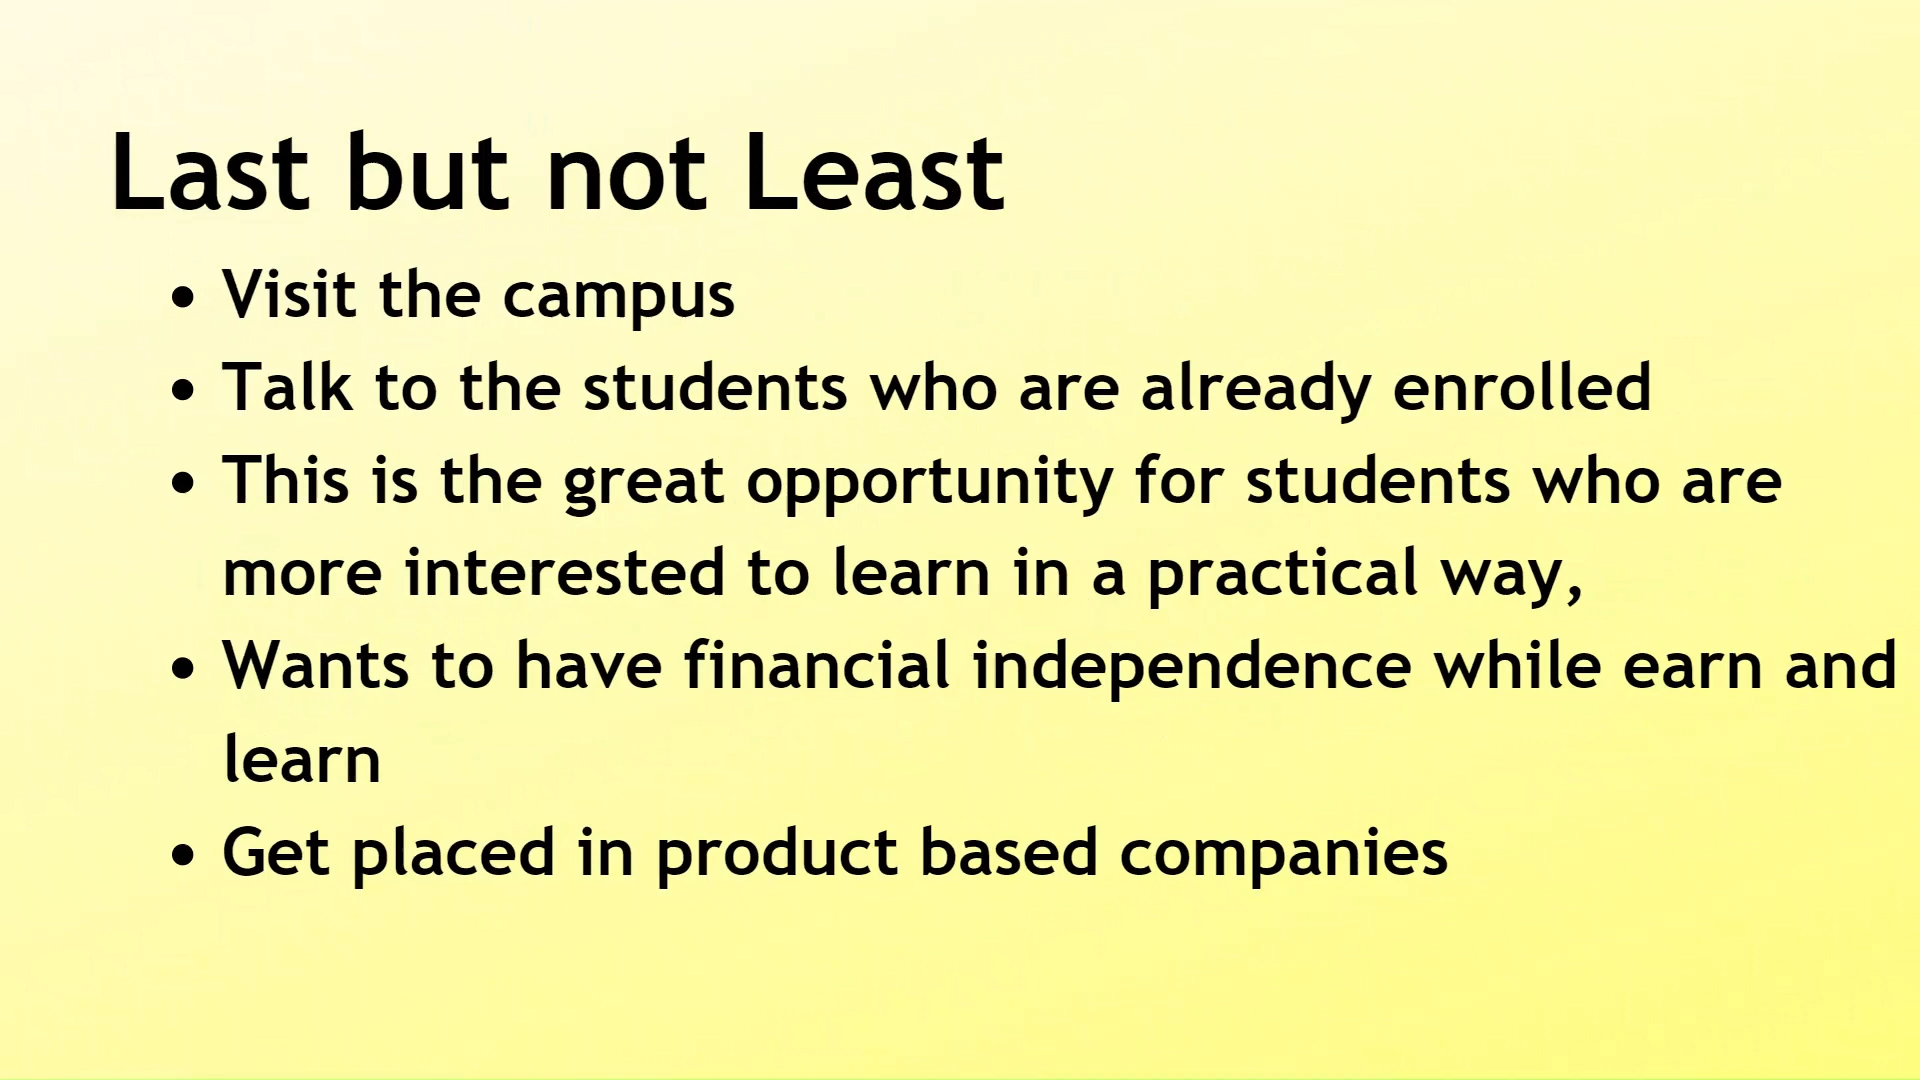 Last but not Least
• Visit the campus
• Talk to the students who are already enrolled
• This is the great opportunity for students who are
more interested to learn in a practical way,
• Wants to have financial independence while earn and
learn
• Get placed in product based companies